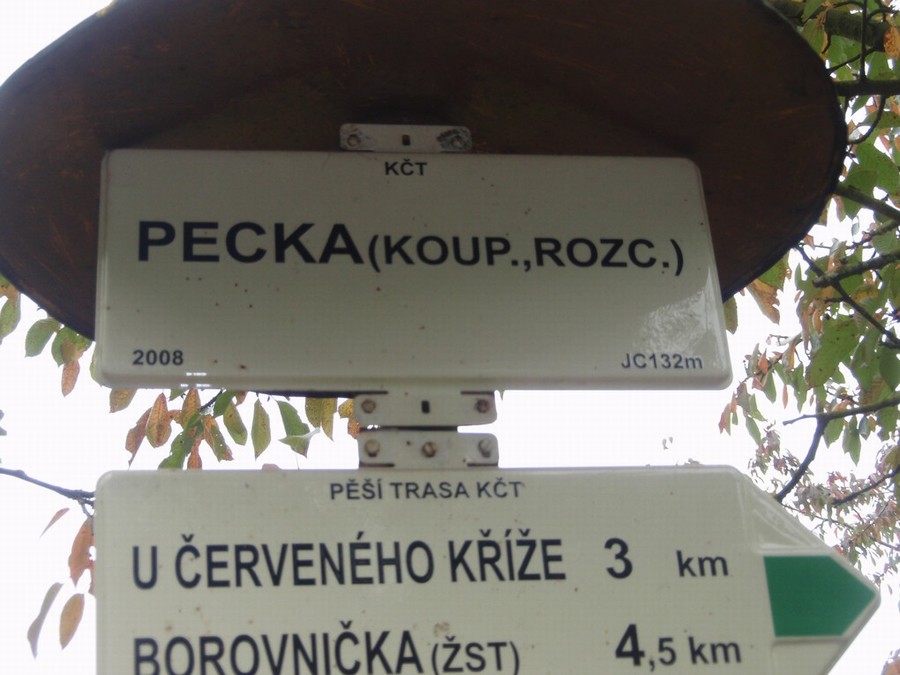 KČT
PECKA (KOUP.,ROZC.)
2008 JC132m
PĚŠÍ TRASA KČT
U ČERVENÉHO KŘÍŽE 3 km
BOROVNIČKA (ŽST) 4,5 km